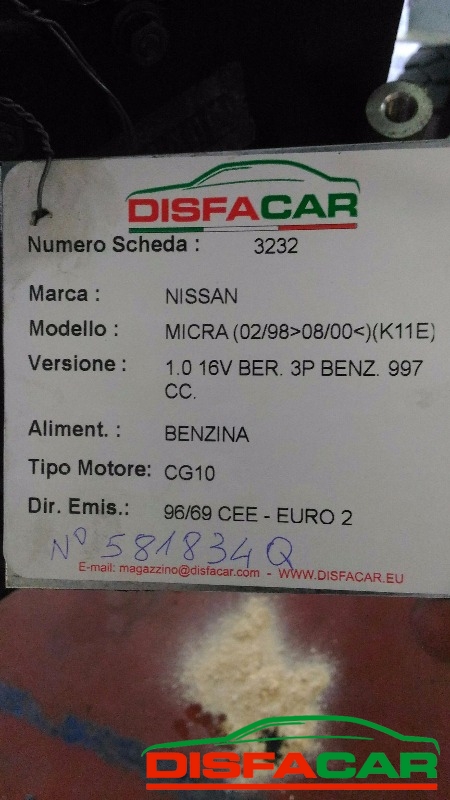 DISFACAR
Numero Scheda : 3232
Marca : NISSAN
Modello : MICRA (02/98>08/00<)(K11E)
Versione : 1.0 16V BER. 3P BENZ. 997
CC.
Aliment. : BENZINA
Tipo Motore: CG10
Dir. Emis.: 96/69 CEE - EURO 2
N° 581834Q
E-mail: magazzino@disfacar.com - WWW.DISFACAR.EU
DISFACAR